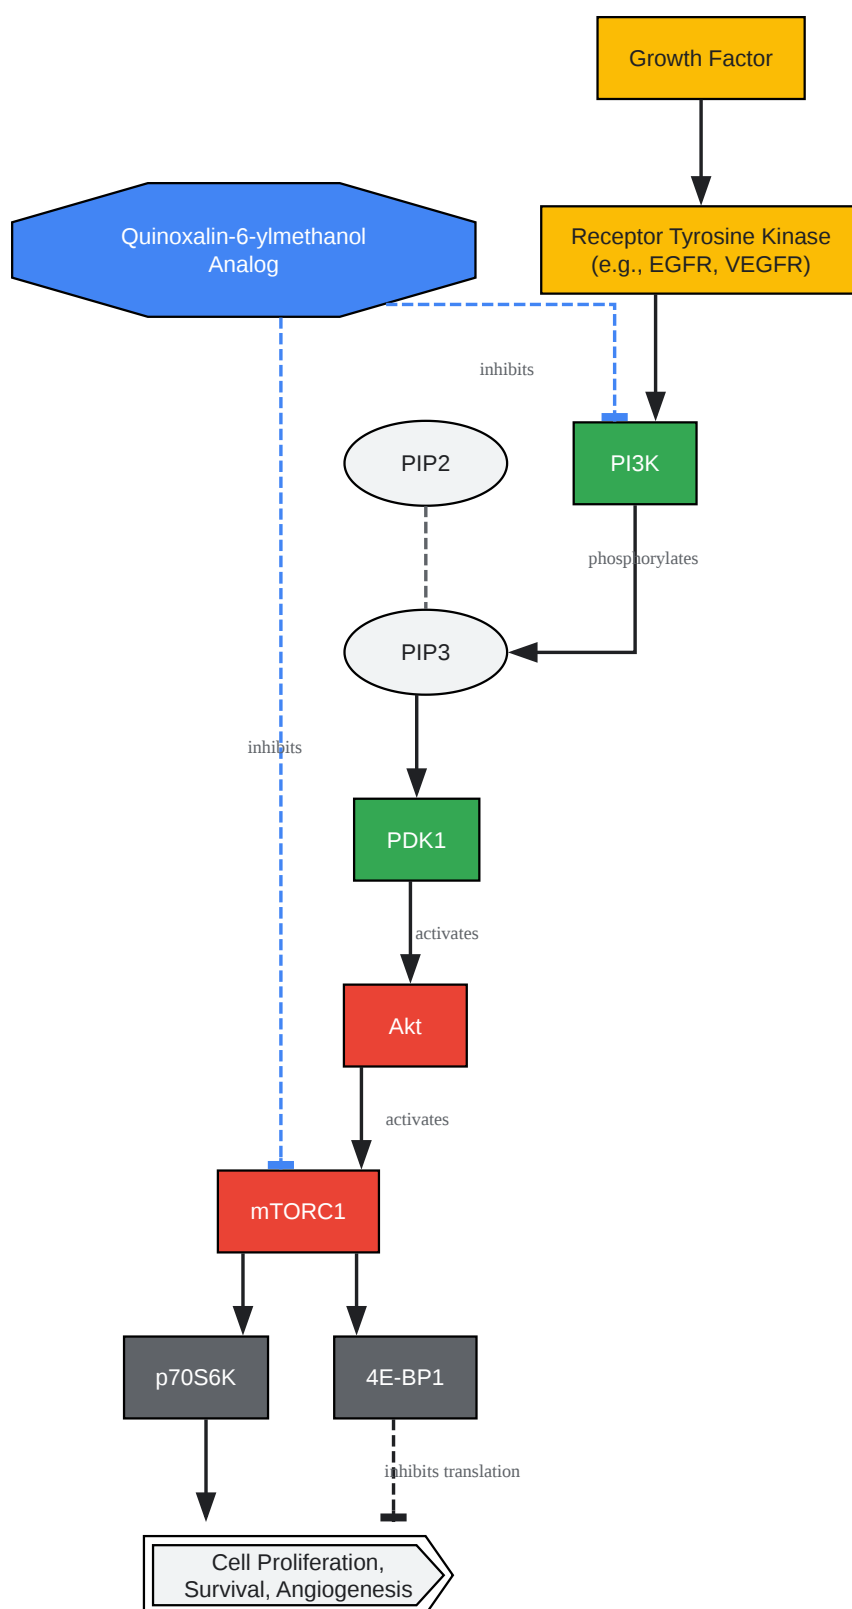 Growth Factor
Quinoxalin-6-ylmethanol
Analog
Receptor Tyrosine Kinase
(e.g., EGFR, VEGFR)
inhibits
PIP2
PI3K
phosphorylates
PIP3
inhibits
PDK1
activates
Akt
activates
mTORC1
p70S6K
4E-BP1
inhibits translation
Cell Proliferation,
Survival, Angiogenesis